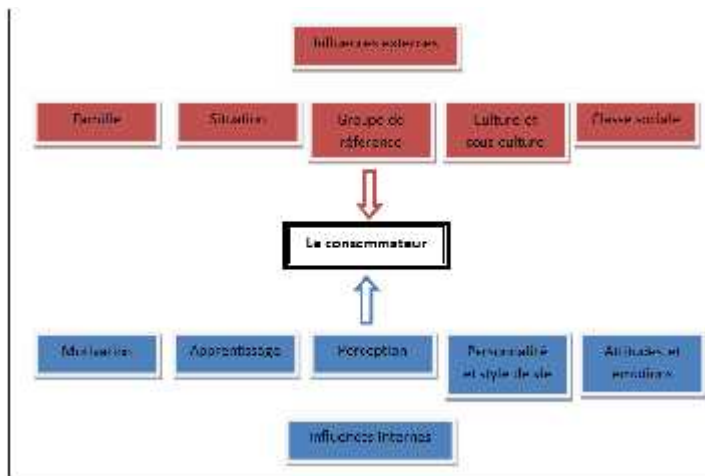 Influences externes
Famille
Situation
Groupe de
référence
Culture et
sous culture
Classe sociale
Le consommateur
Motivation
Apprentissage
Perception
Personnalité
et style de vie
Attitudes et
emotions
Influences Internes